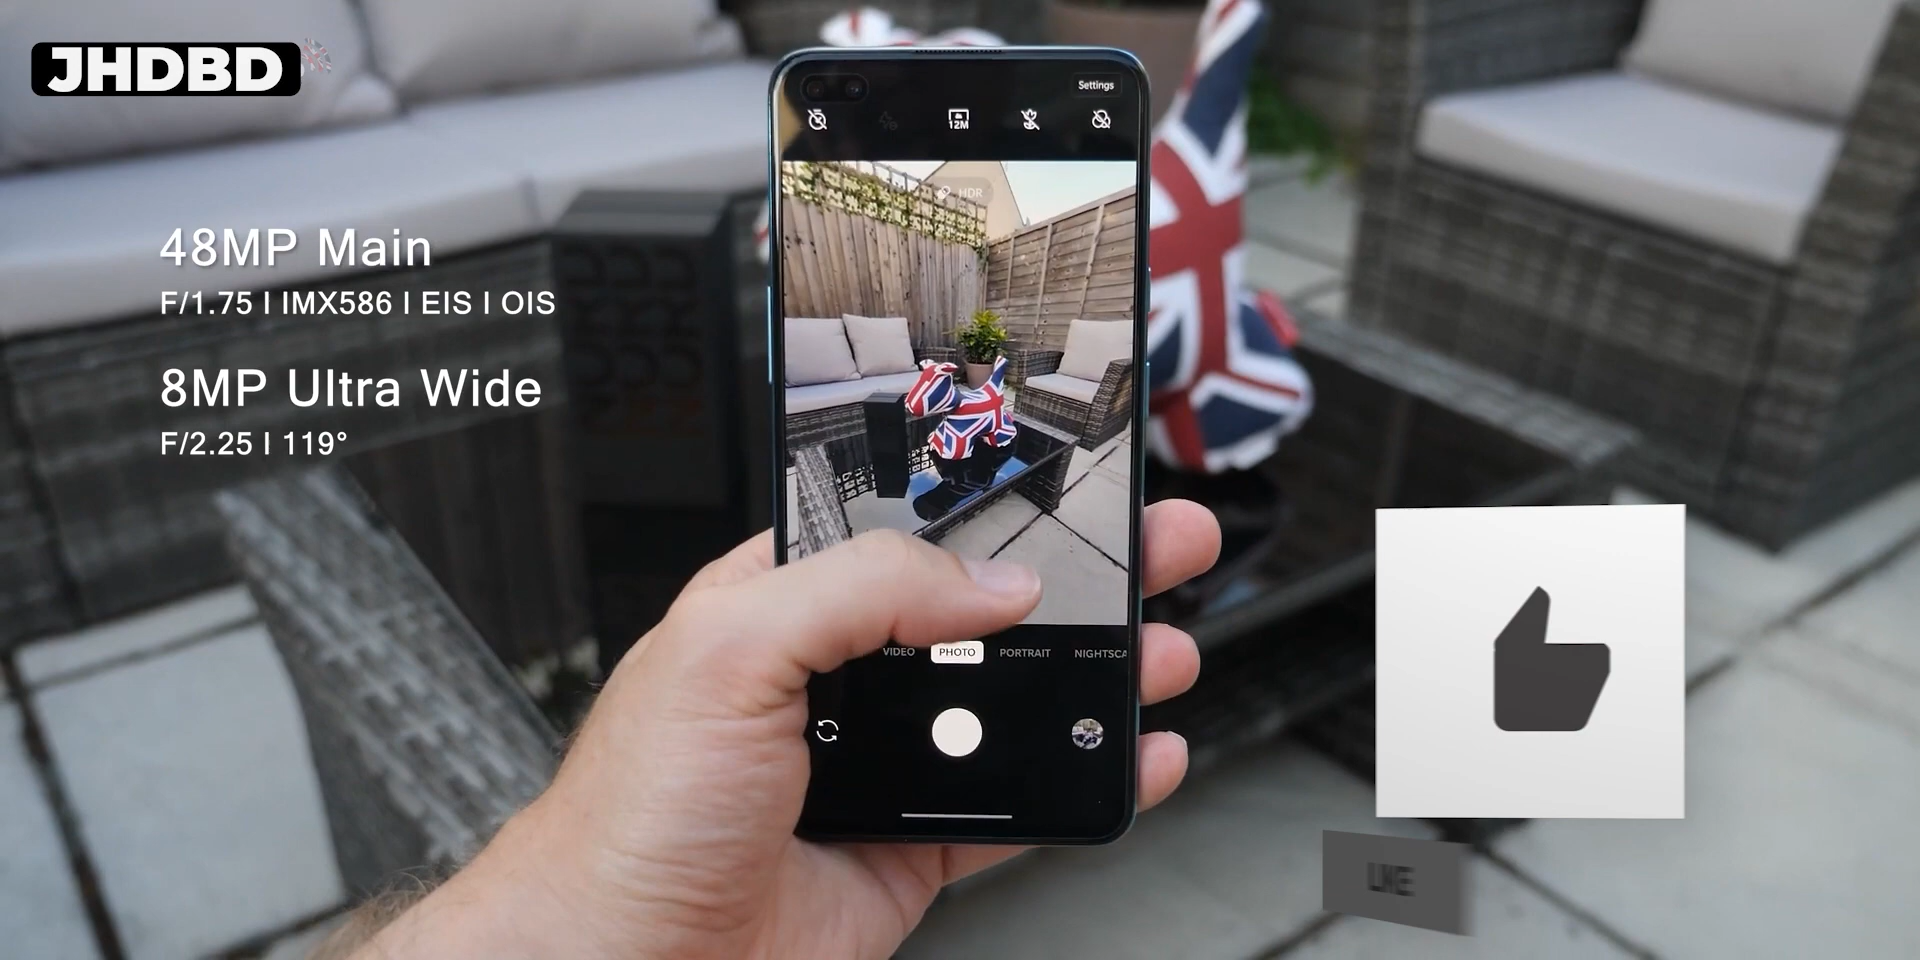 JHDBD
48MP Main
F/1.75 I IMX586 I EIS I OIS
8MP Ultra Wide
F/2.25 I 119°
Settings
12M
HDR
VIDEO PHOTO PORTRAIT NIGHTSCA
LIKE